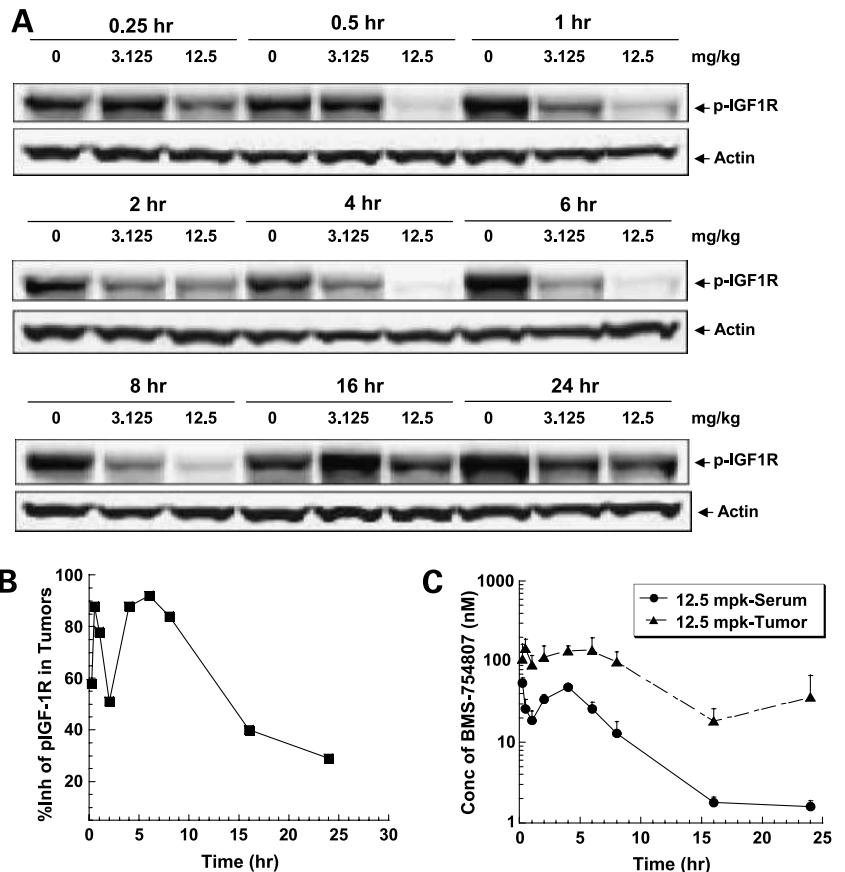 A
0.25 hr 0.5 hr 1 hr
0 3.125 12.5 0 3.125 12.5 0 3.125 12.5 mg/kg
p-IGF1R
Actin
2 hr 4 hr 6 hr
0 3.125 12.5 0 3.125 12.5 0 3.125 12.5 mg/kg
p-IGF1R
Actin
8 hr 16 hr 24 hr
0 3.125 12.5 0 3.125 12.5 0 3.125 12.5 mg/kg
p-IGF1R
Actin
B
%Inh of pIGF-1R in Tumors
100
80
60
40
20
0 5 10 15 20 25 30
Time (hr)
C
Conc of BMS-754807 (nM)
1000
100
10
1
12.5 mpk-Serum
12.5 mpk-Tumor
0 5 10 15 20 25
Time (hr)